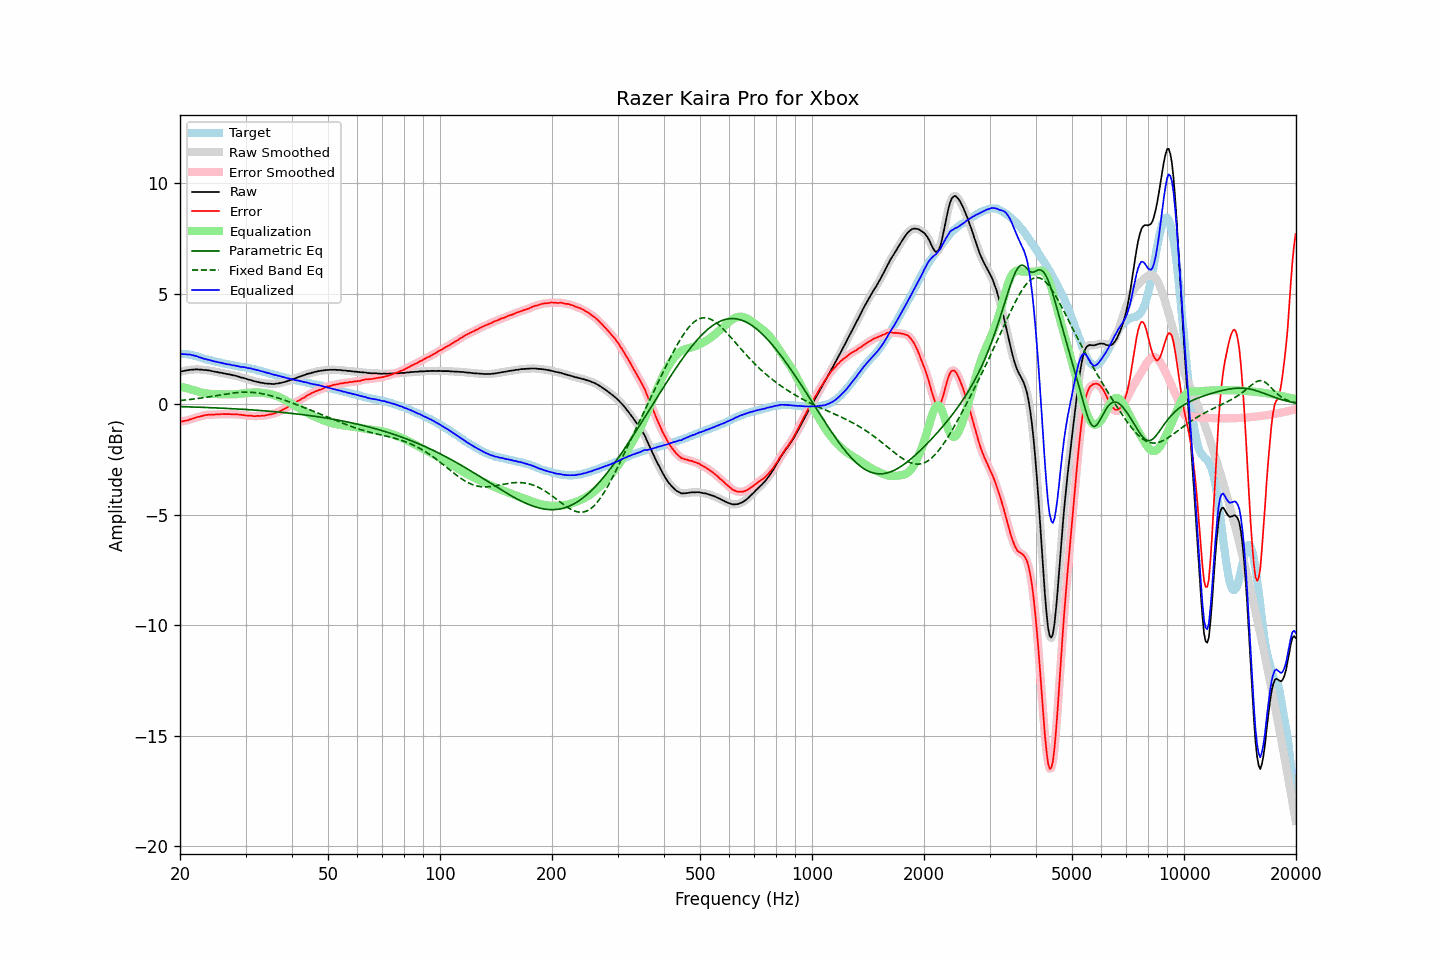 Razer Kaira Pro for Xbox
Target
Raw Smoothed
Error Smoothed
Raw
Error
Equalization
Parametric Eq
Fixed Band Eq
Equalized
10
5
0
−5
−10
−15
−20
Amplitude (dBr)
20 50 100 200 500 1000 2000 5000 10000 20000
Frequency (Hz)